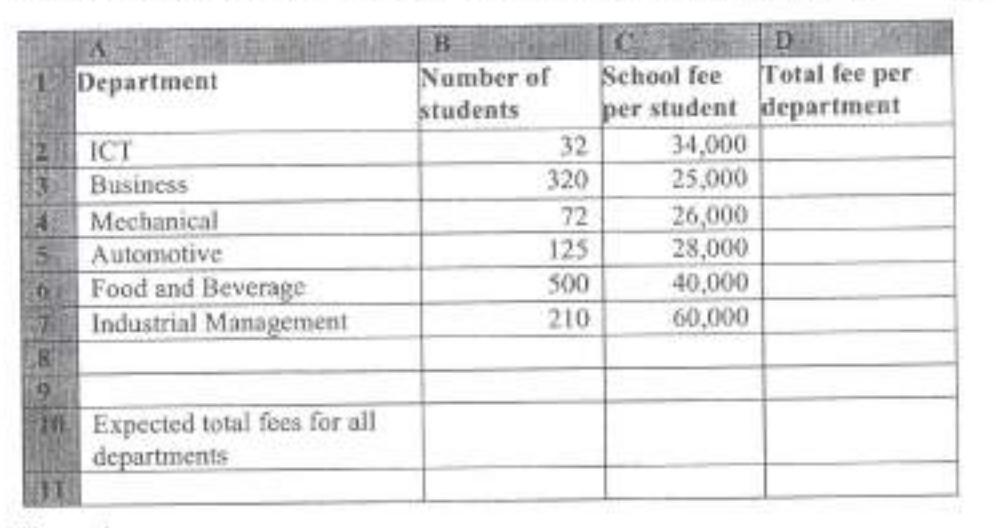 A B C D
1 Department Number of students School fee per student Total fee per department
2 ICT 32 34,000
3 Business 320 25,000
4 Mechanical 72 26,000
5 Automotive 125 28,000
6 Food and Beverage 500 40,000
7 Industrial Management 210 60,000
8
9
10 Expected total fees for all departments
11